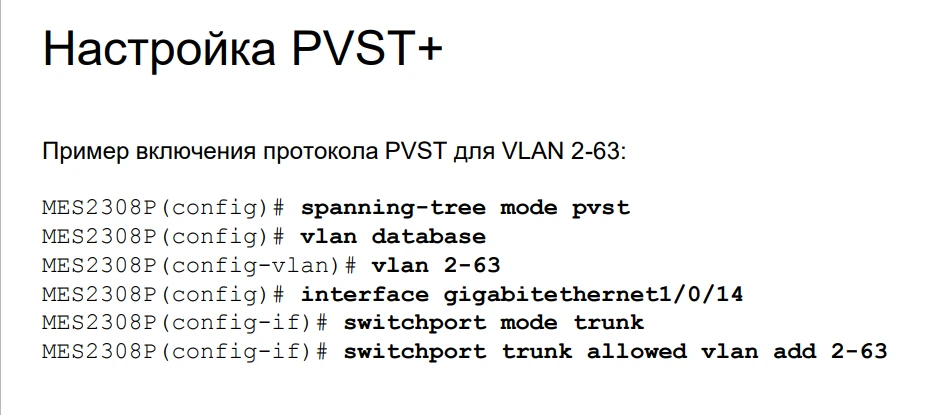 Настройка PVST+
Пример включения протокола PVST для VLAN 2-63:
MES2308P(config)# spanning-tree mode pvst
MES2308P(config)# vlan database
MES2308P(config-vlan)# vlan 2-63
MES2308P(config)# interface gigabitethernet1/0/14
MES2308P(config-if)# switchport mode trunk
MES2308P(config-if)# switchport trunk allowed vlan add 2-63